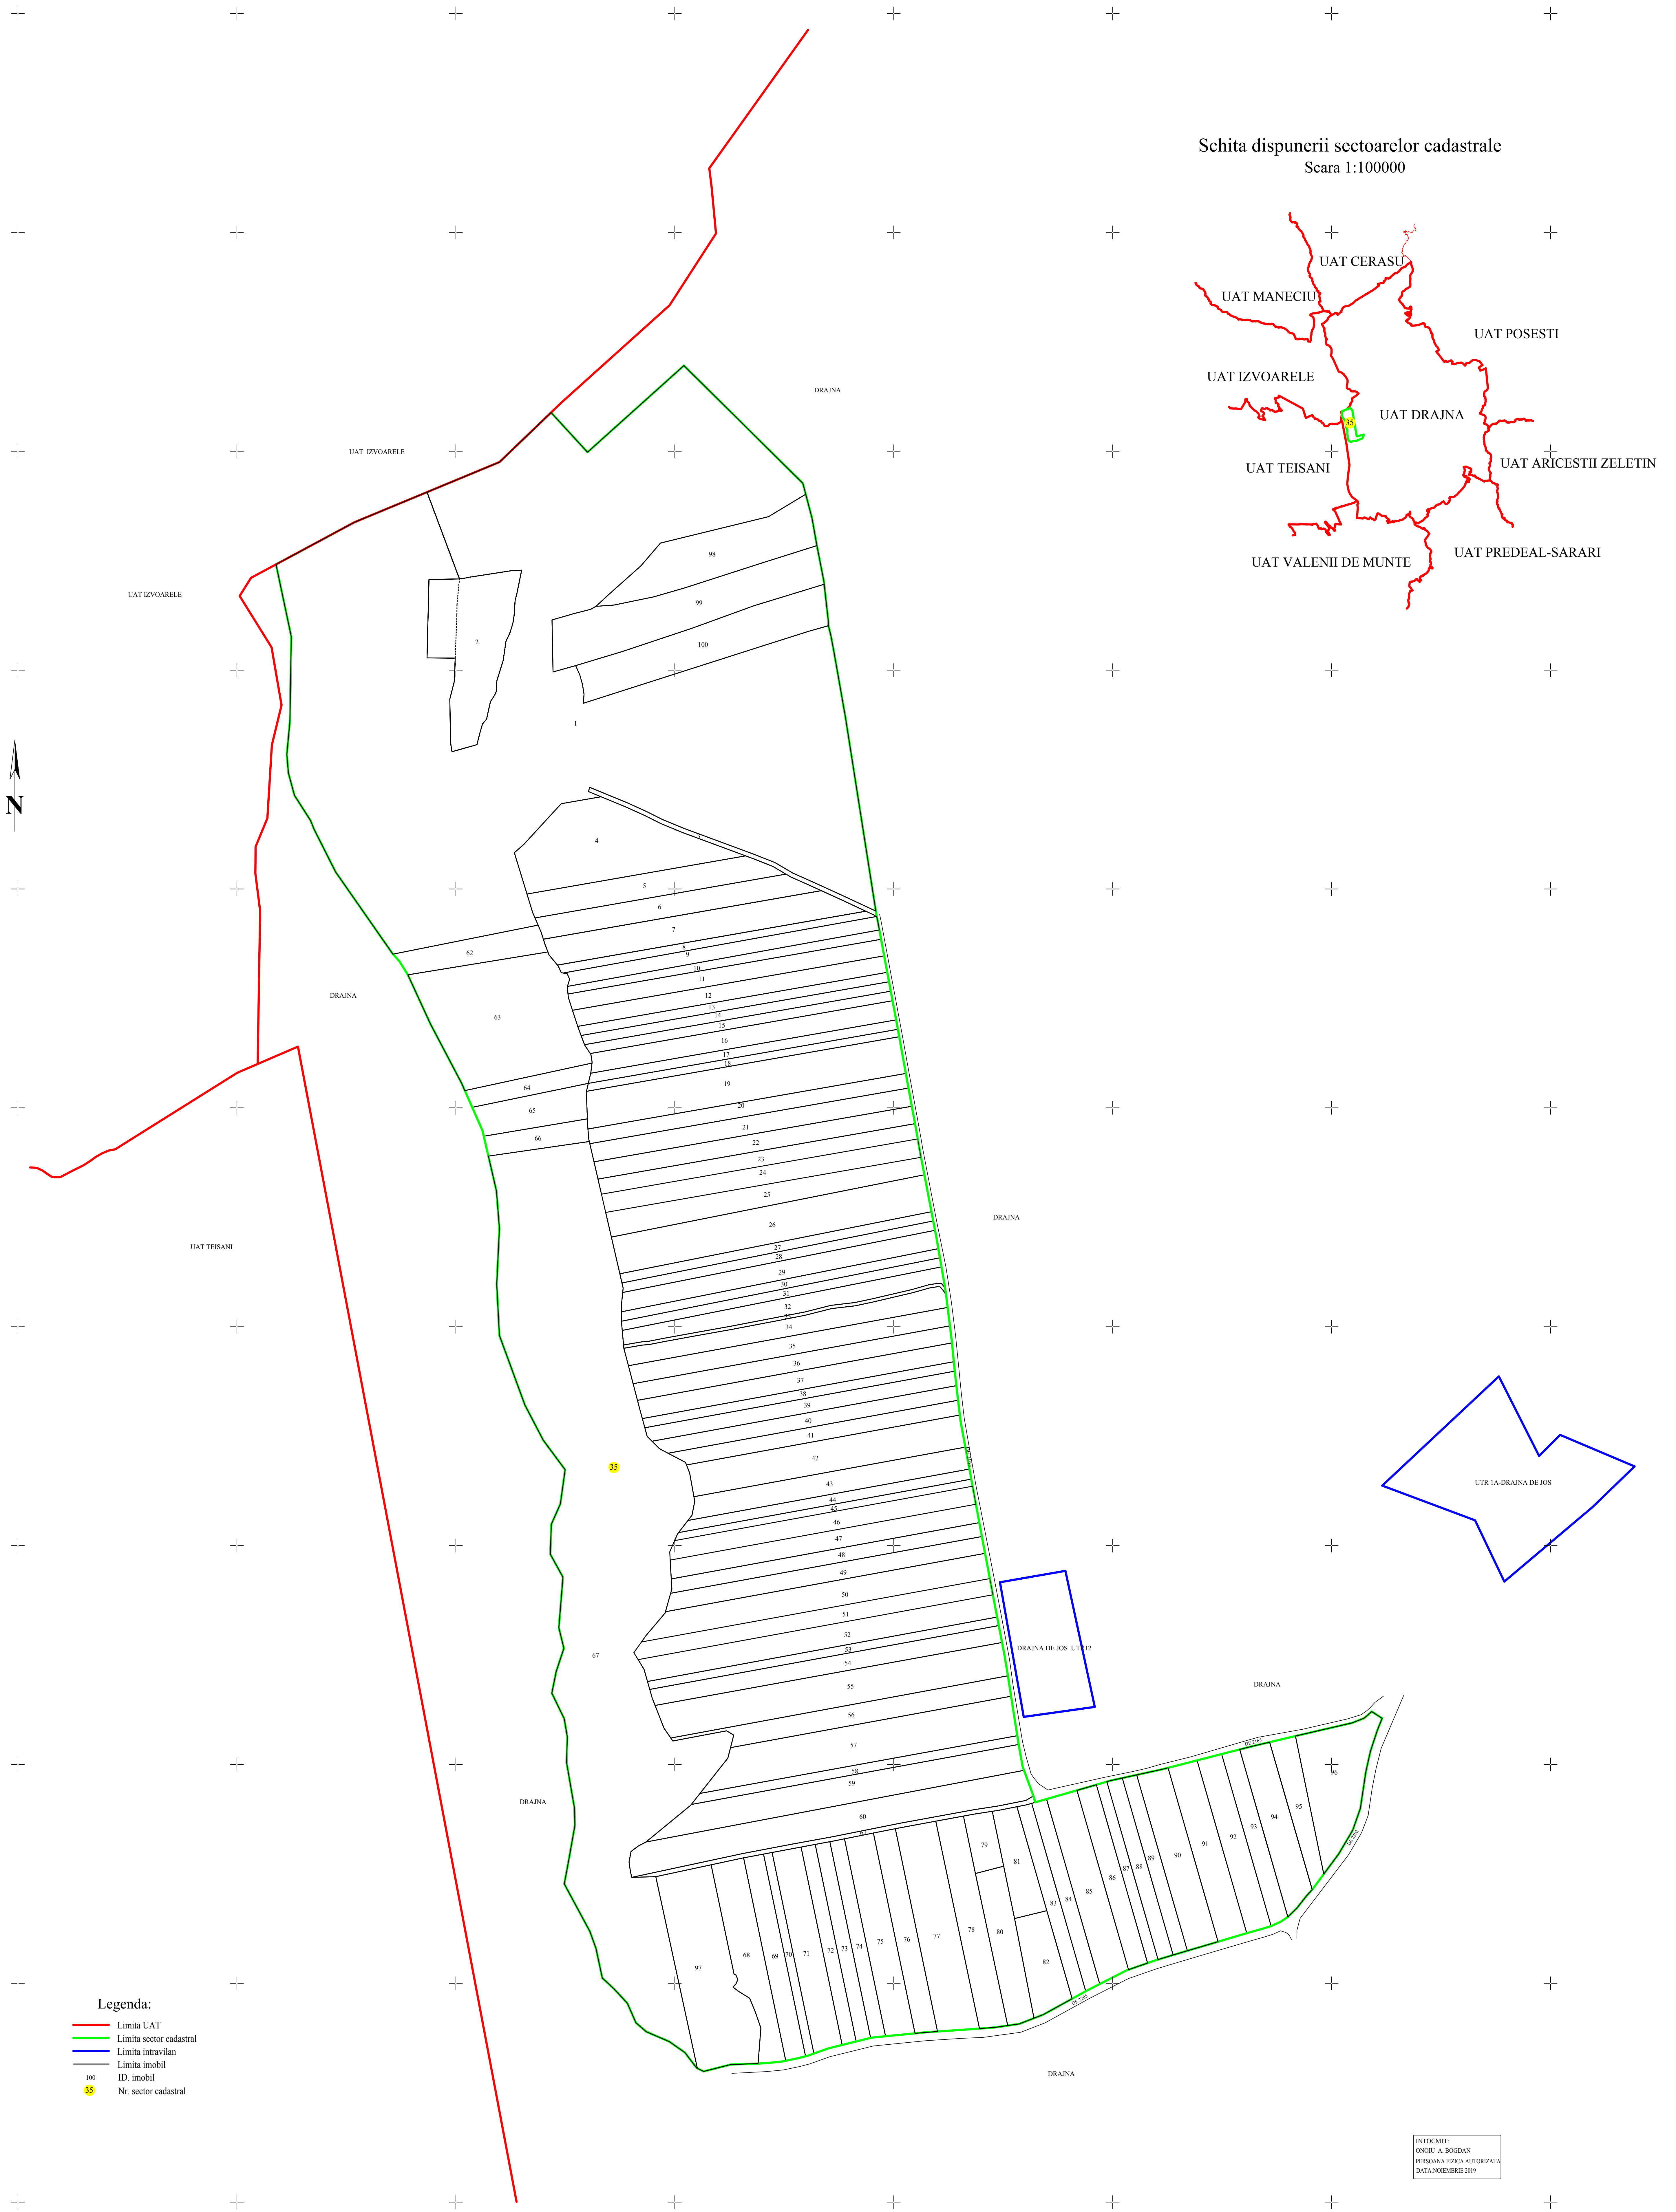 Schita dispunerii sectoarelor cadastrale
Scara 1:100000
UAT CERASU
UAT MANECIU
UAT POSESTI
UAT IZVOARELE
UAT DRAJNA
35
UAT TEISANI
UAT ARICESTII ZELETIN
UAT PREDEAL-SARARI
UAT VALENII DE MUNTE
DRAJNA
UAT IZVOARELE
UAT IZVOARELE
98
99
2
100
1
N
4
5
6
7
8
9
62
10
11
DRAJNA
12
13
14
63
15
16
17
18
19
64
20
65
21
66
22
23
24
25
DRAJNA
26
UAT TEISANI
27
28
29
30
31
32
33
34
35
36
37
38
39
40
41
42
35
43
UTR 1A-DRAJNA DE JOS
44
45
46
47
48
49
50
51
52
DRAJNA DE JOS UTR12
53
67
54
DRAJNA
55
56
57
DE 2165
58
96
59
DRAJNA
60
61
95
94
93
92
91
90
89
88
87
86
85
84
83
79
81
DE 2202
82
80
78
77
76
75
74
73
72
71
70
69
68
97
Legenda:
Limita UAT
Limita sector cadastral
Limita intravilan
Limita imobil
100 ID. imobil
35 Nr. sector cadastral
DRAJNA
INTOCMIT:
ONOIU A. BOGDAN
PERSOANA FIZICA AUTORIZATA
DATA:NOIEMBRIE 2019